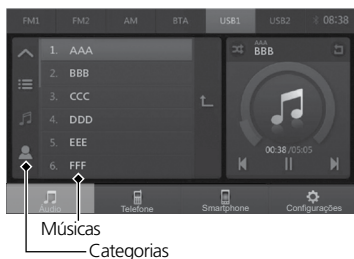 FM1 FM2 AM BTA USB1 USB2 08:38
1. AAA
2. BBB
3. CCC
4. DDD
5. EEE
6. FFF
AAA
BBB
00:38/05:05
Áudio Telefone Smartphone Configurações
Músicas
Categorias